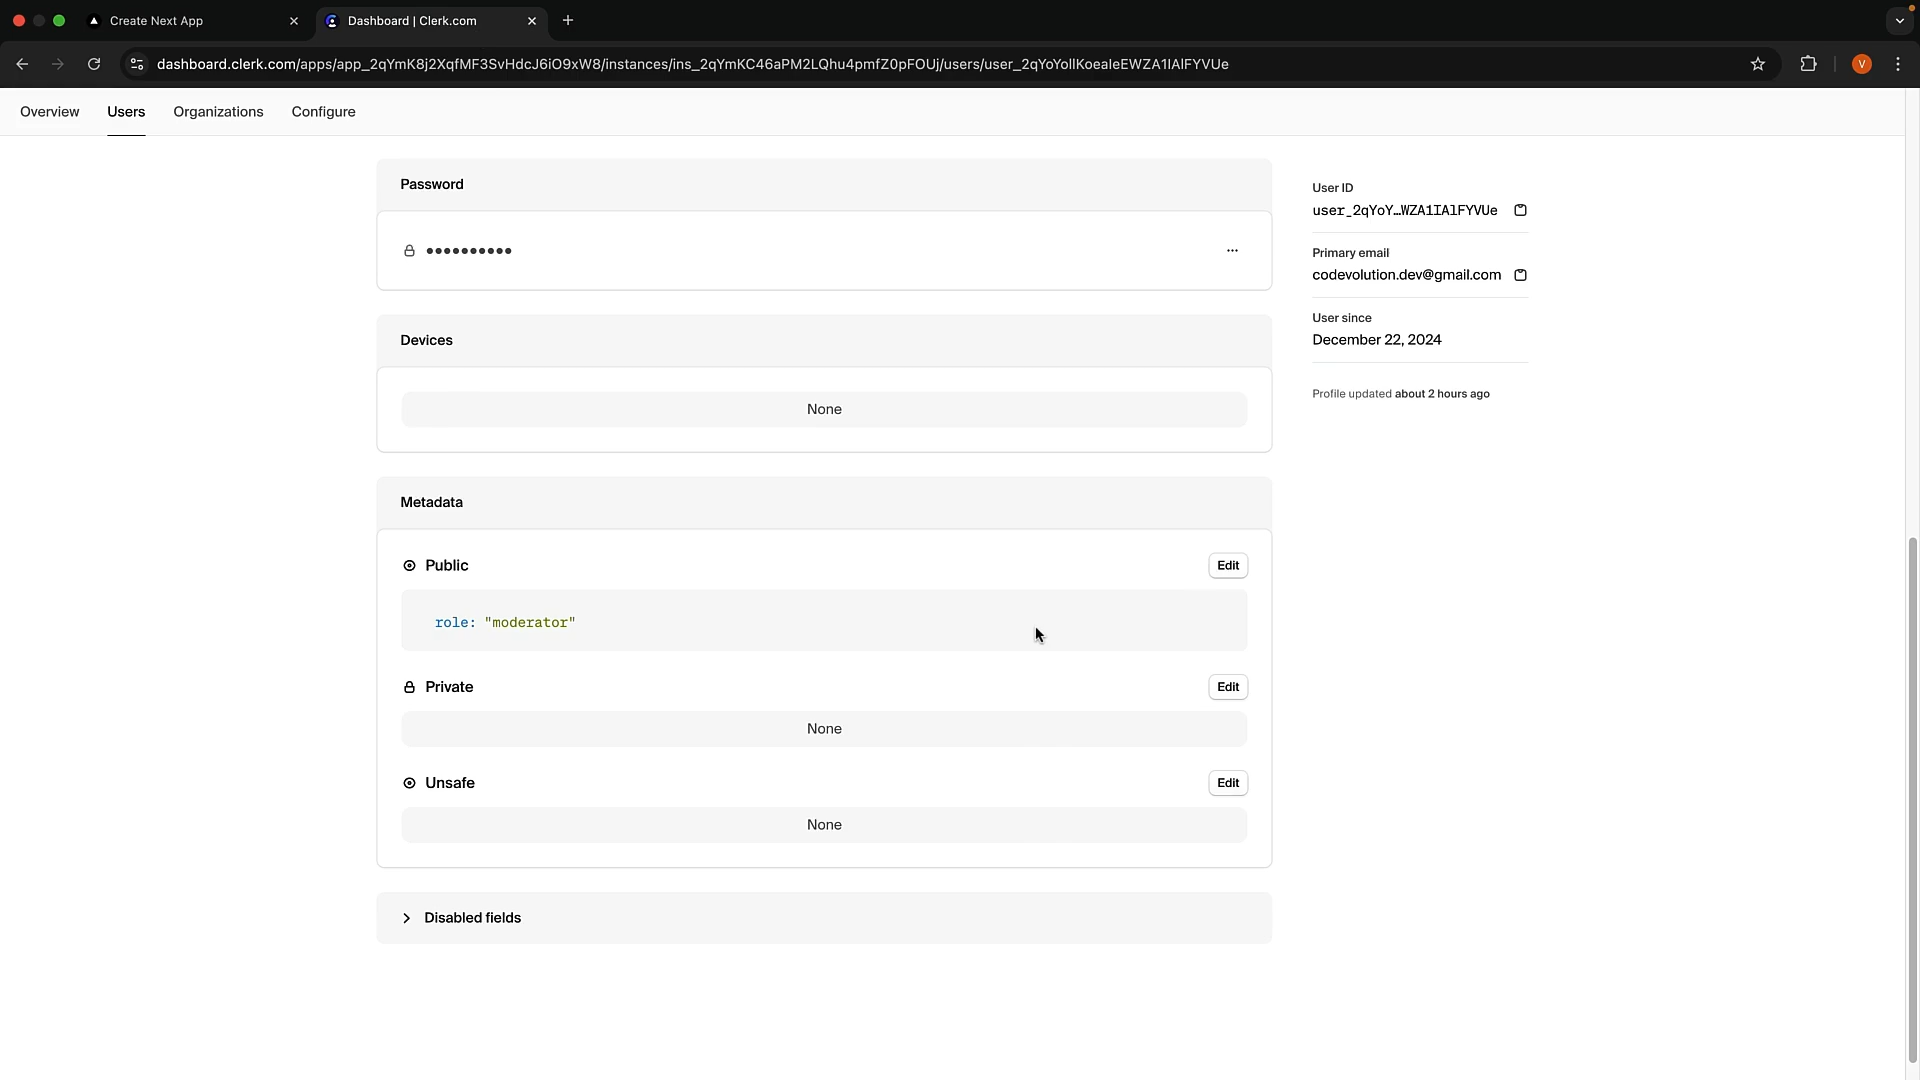 Create Next App
Dashboard | Clerk.com
dashboard.clerk.com/apps/app_2qYmK8j2XqfMF3SvHdcJ6iO9xW8/instances/ins_2qYmKC46aPM2LQhu4pmfZ0pFOUj/users/user_2qYoYollKoeaIeEWZA1IAlFYVUe
V
Overview
Users
Organizations
Configure
Password
••••••••••
Devices
None
Metadata
Public
Edit
role: "moderator"
Private
Edit
None
Unsafe
Edit
None
Disabled fields
User ID
user_2qYoY…WZA1IAlFYVUe
Primary email
codevolution.dev@gmail.com
User since
December 22, 2024
Profile updated about 2 hours ago